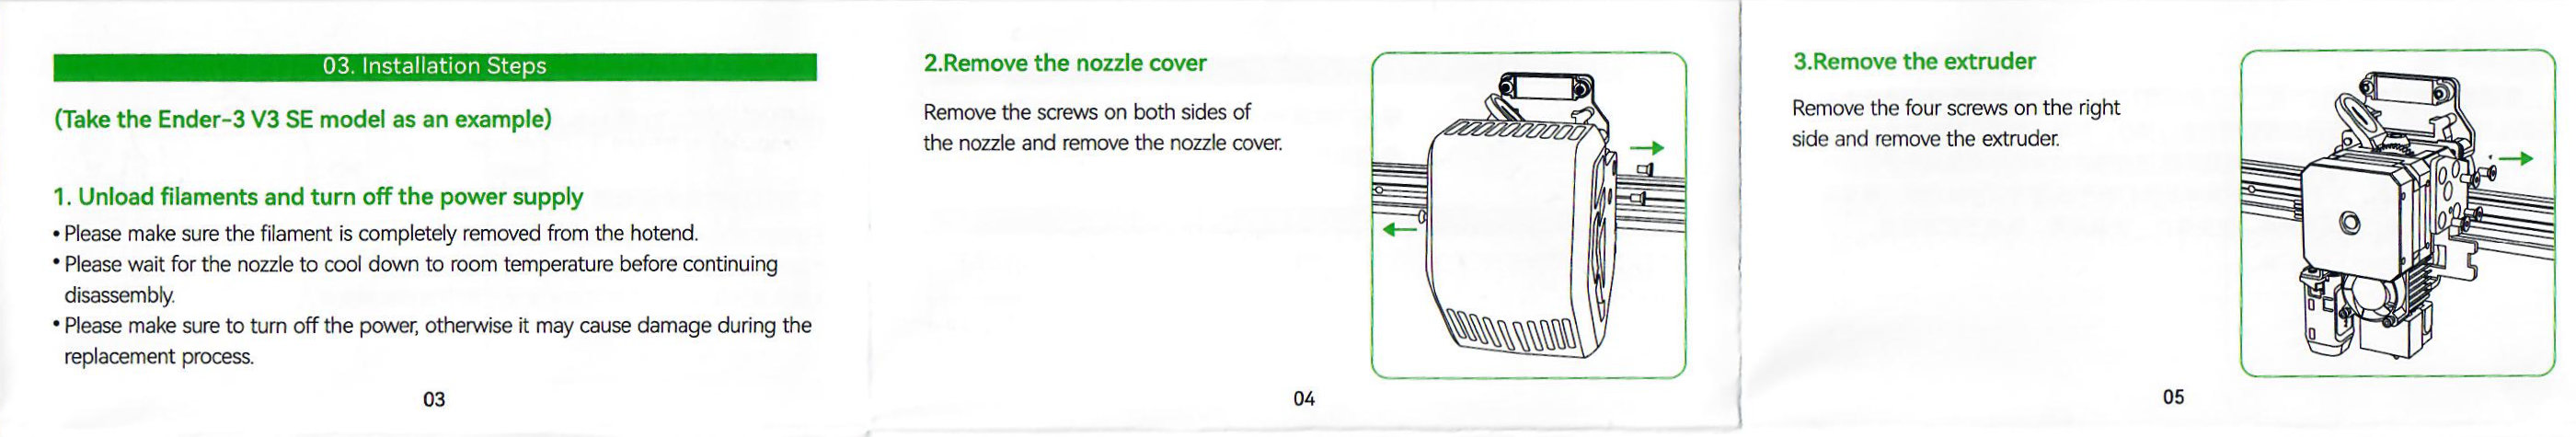 03. Installation Steps
(Take the Ender-3 V3 SE model as an example)
1. Unload filaments and turn off the power supply
• Please make sure the filament is completely removed from the hotend.
• Please wait for the nozzle to cool down to room temperature before continuing
disassembly.
• Please make sure to turn off the power, otherwise it may cause damage during the
replacement process.
03
2.Remove the nozzle cover
Remove the screws on both sides of
the nozzle and remove the nozzle cover.
04
3.Remove the extruder
Remove the four screws on the right
side and remove the extruder.
05